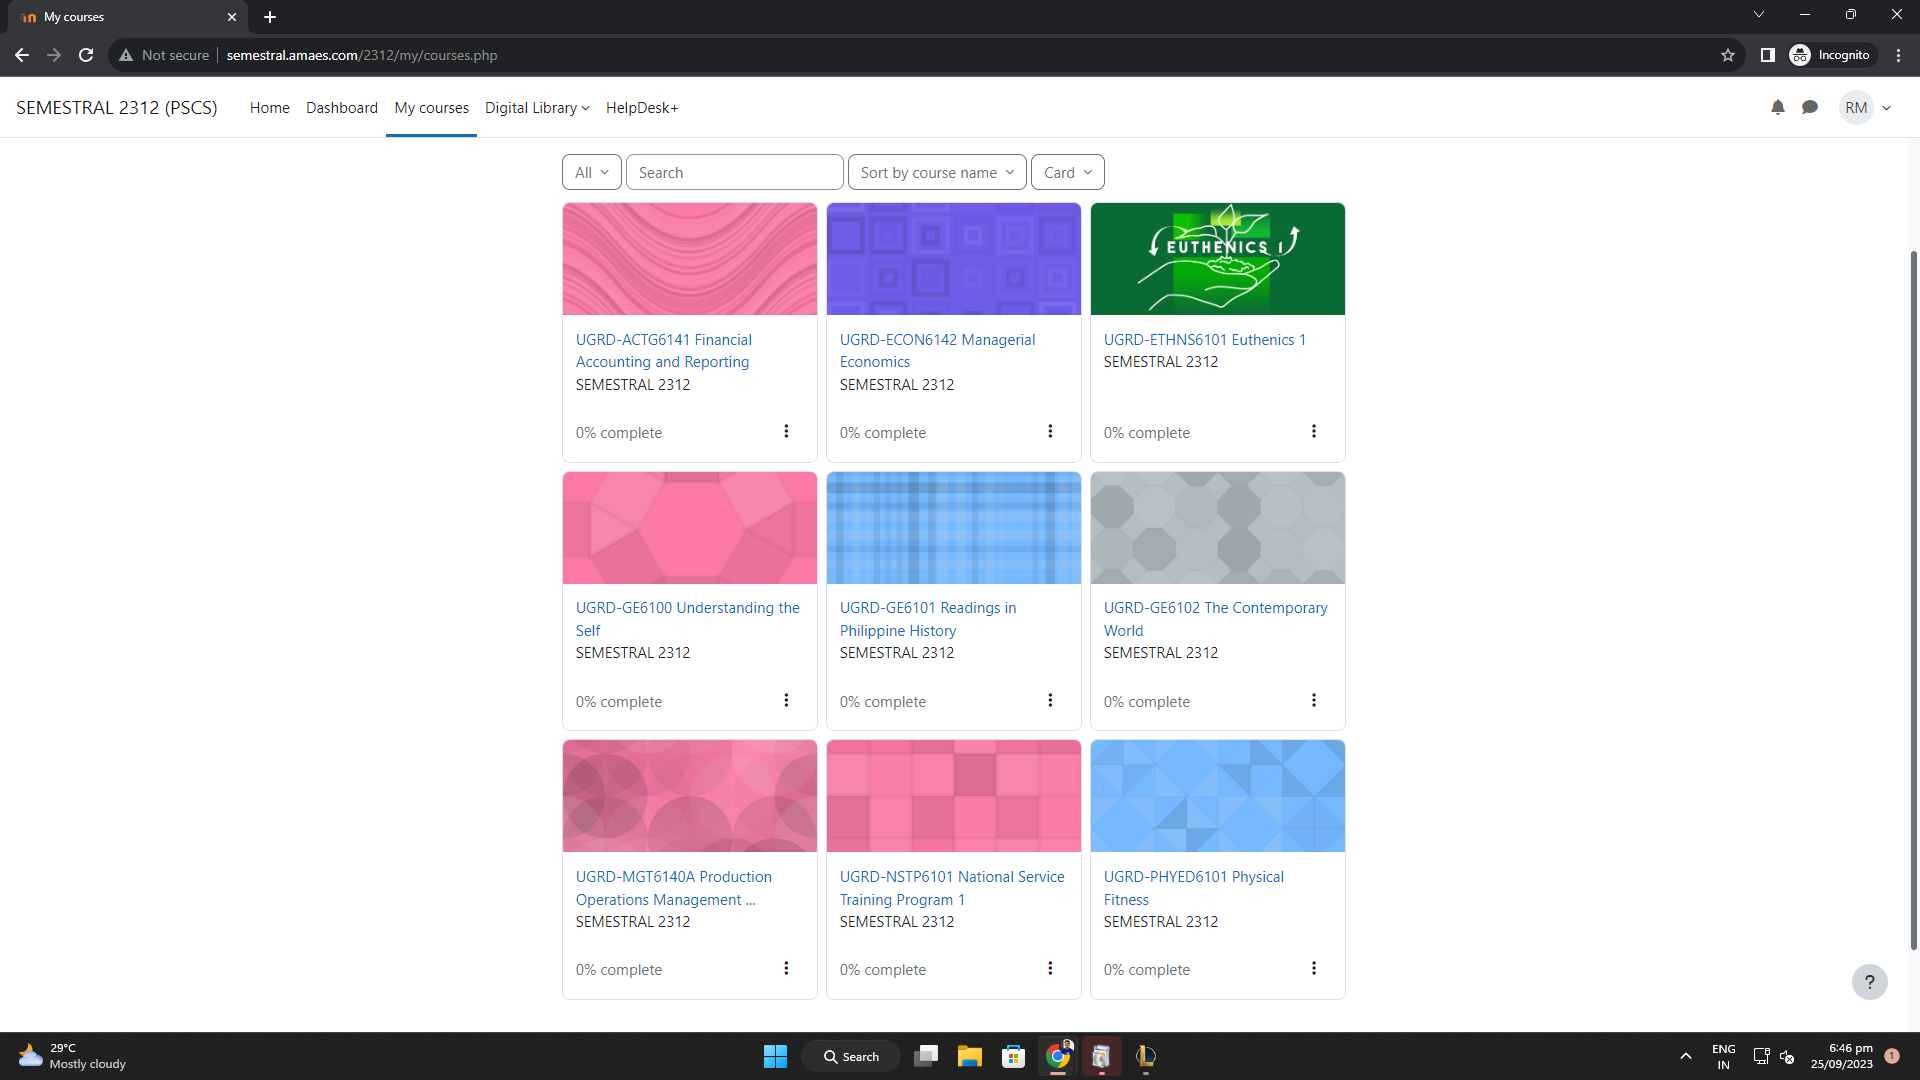 My courses
Not secure
semestral.amaes.com/2312/my/courses.php
Incognito
SEMESTRAL 2312 (PSCS)
Home
Dashboard
My courses
Digital Library
HelpDesk+
RM
All
Search
Sort by course name
Card
EUTHENICS 1
UGRD-ACTG6141 Financial
Accounting and Reporting
SEMESTRAL 2312
0% complete
UGRD-ECON6142 Managerial
Economics
SEMESTRAL 2312
0% complete
UGRD-ETHNS6101 Euthenics 1
SEMESTRAL 2312
0% complete
UGRD-GE6100 Understanding the
Self
SEMESTRAL 2312
0% complete
UGRD-GE6101 Readings in
Philippine History
SEMESTRAL 2312
0% complete
UGRD-GE6102 The Contemporary
World
SEMESTRAL 2312
0% complete
UGRD-MGT6140A Production
Operations Management ...
SEMESTRAL 2312
0% complete
UGRD-NSTP6101 National Service
Training Program 1
SEMESTRAL 2312
0% complete
UGRD-PHYED6101 Physical
Fitness
SEMESTRAL 2312
0% complete
?
29°C
Mostly cloudy
Search
ENG
IN
6:46 pm
25/09/2023
1